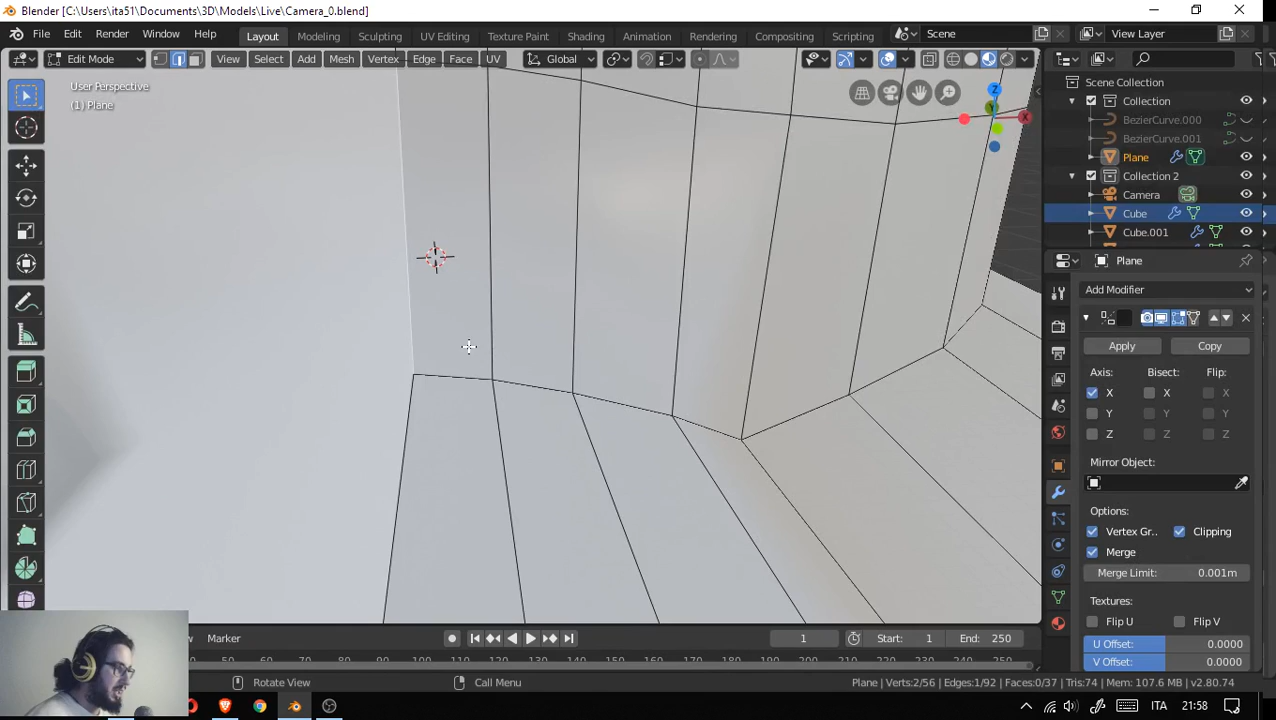 Blender [C:\Users\ita51\Documents\3D\Models\Live\Camera_0.blend]
File Edit Render Window Help Layout Modeling Sculpting UV Editing Texture Paint Shading Animation Rendering Compositing Scripting Scene View Layer
Edit Mode View Select Add Mesh Vertex Edge Face UV Global
User Perspective
(1) Plane
Z
X
Scene Collection
Collection
BezierCurve.000
BezierCurve.001
Plane
Collection 2
Camera
Cube
Cube.001
Plane
Add Modifier
Apply Copy
Axis: Bisect: Flip:
X X X
Y Y Y
Z Z Z
Mirror Object:
Options:
Vertex Gr.. Clipping
Merge
Merge Limit: 0.001m
Textures:
Flip U Flip V
U Offset: 0.0000
V Offset: 0.0000
Marker 1 Start: 1 End: 250
50 60 70 80 90 100 110 120 130 140 150 160 170 180 190 200 210 220 230 240 250
Rotate View Call Menu Plane | Verts:2/56 | Edges:1/92 | Faces:0/37 | Tris:74 | Mem: 107.6 MB | v2.80.74
ITA 21:58